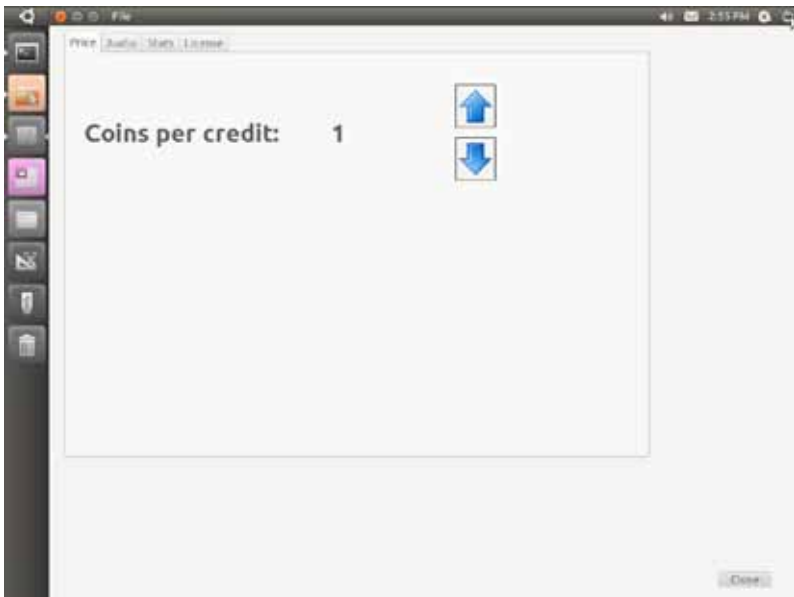 File
2:55 PM
Price Audio Stats License
Coins per credit: 1
Close